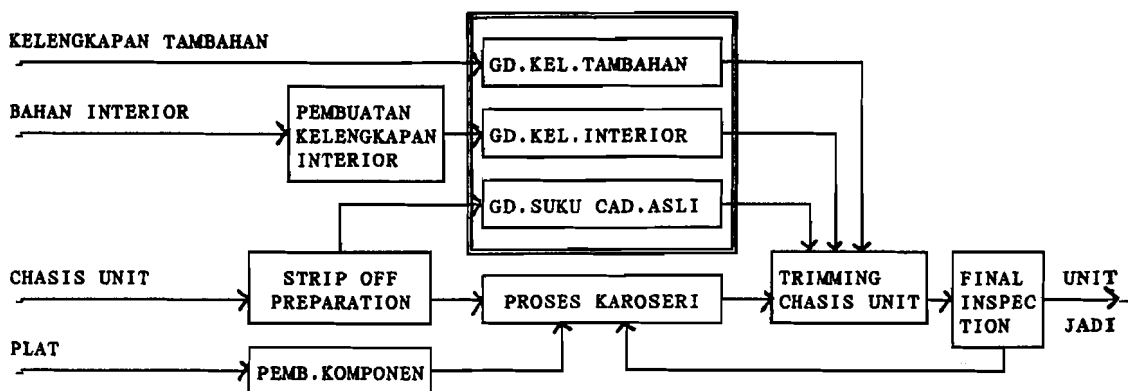 KELENGKAPAN TAMBAHAN
GD.KEL.TAMBAHAN
BAHAN INTERIOR
PEMBUATAN
KELENGKAPAN
INTERIOR
GD.KEL.INTERIOR
GD.SUKU CAD.ASLI
CHASIS UNIT
STRIP OFF
PREPARATION
PROSES KAROSERI
TRIMMING
CHASIS UNIT
FINAL
INSPEC
TION
UNIT
JADI
PLAT
PEMB.KOMPONEN